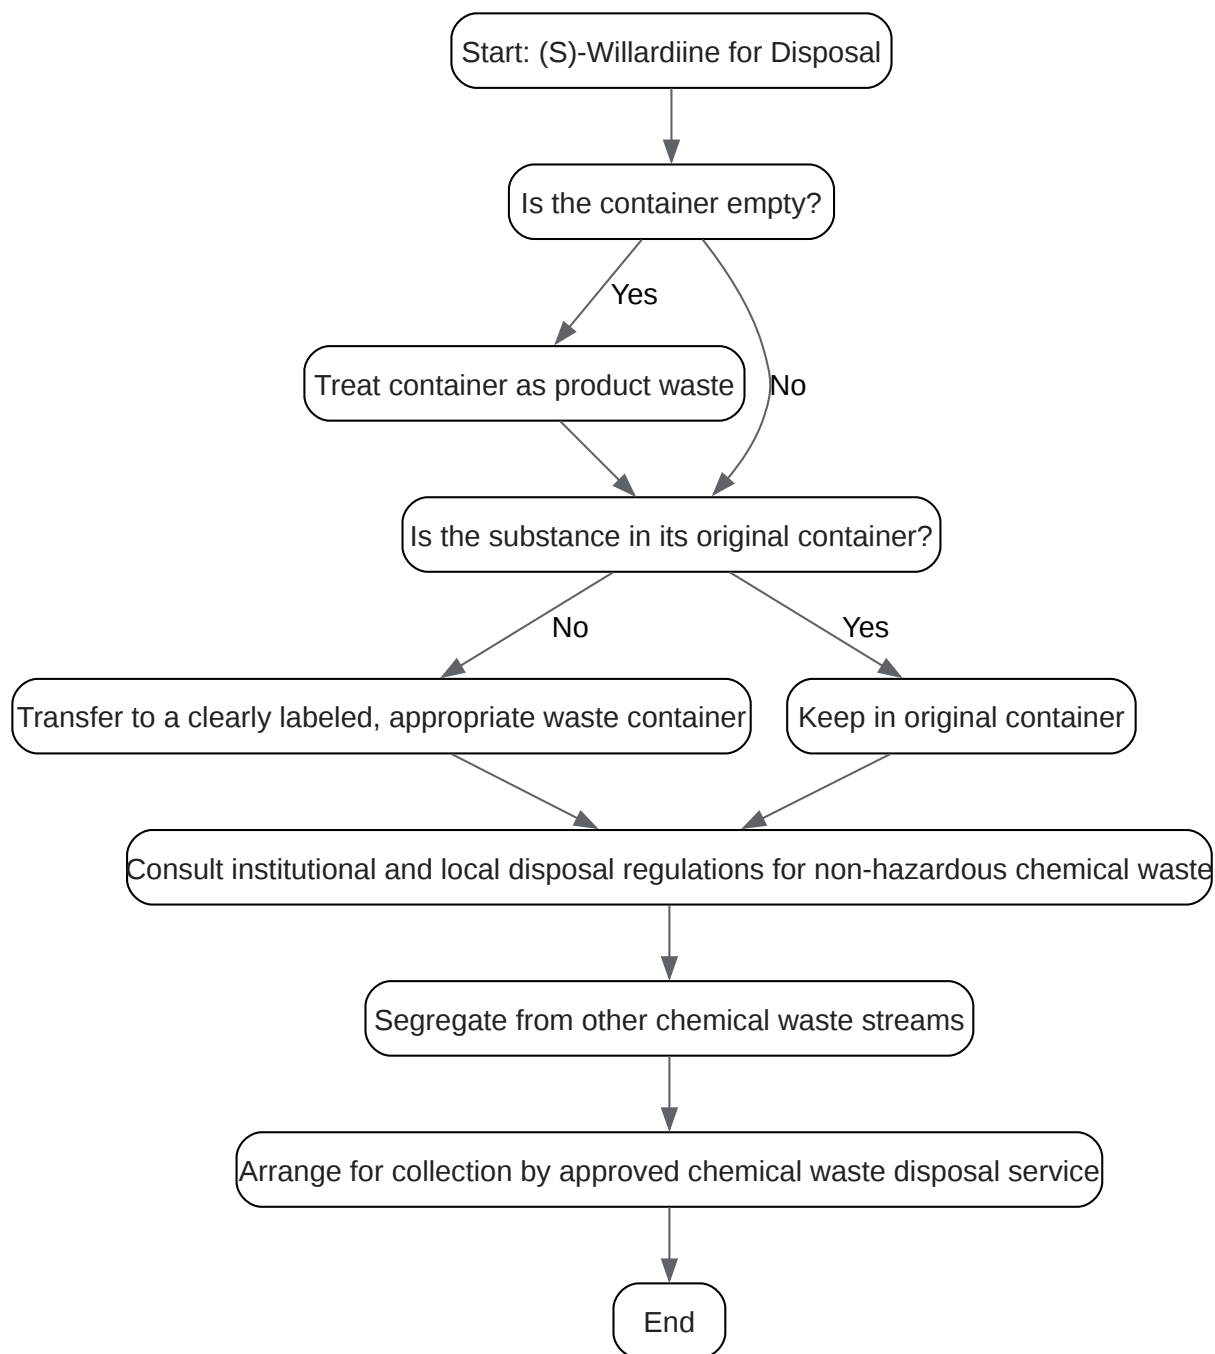 Start: (S)-Willardiine for Disposal
Is the container empty?
Yes
Treat container as product waste
No
Is the substance in its original container?
No
Yes
Transfer to a clearly labeled, appropriate waste container
Keep in original container
Consult institutional and local disposal regulations for non-hazardous chemical waste
Segregate from other chemical waste streams
Arrange for collection by approved chemical waste disposal service
End